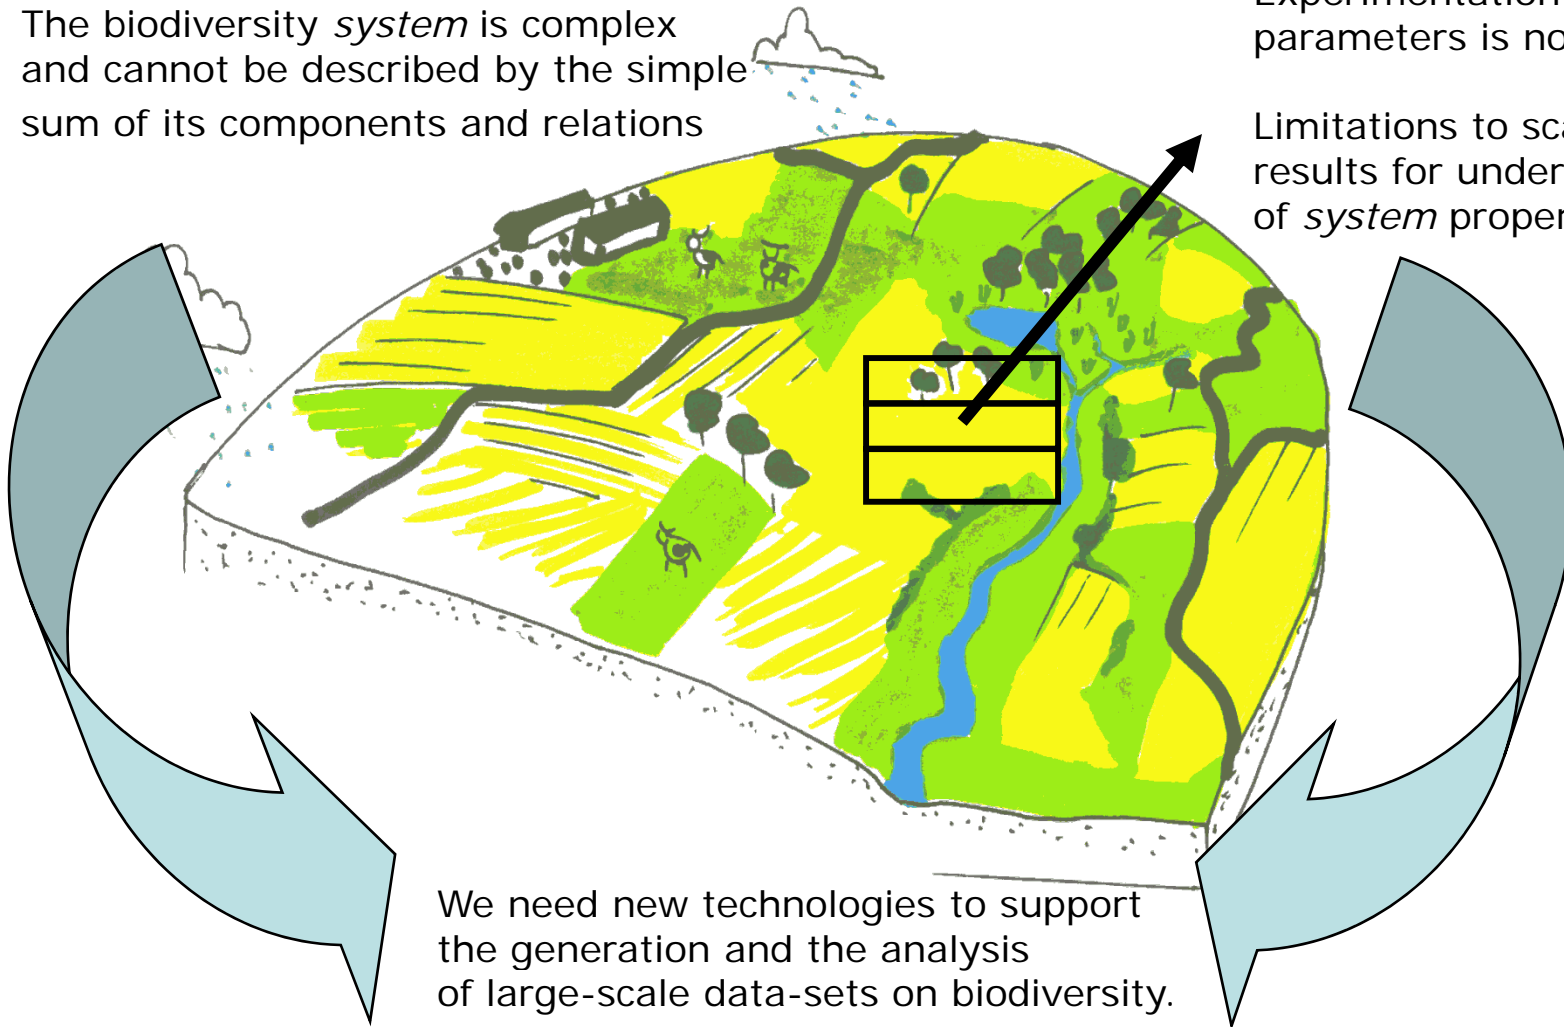 The biodiversity system is complex
and cannot be described by the simple
sum of its components and relations
Experimentation
parameters is no
Limitations to sca
results for under
of system proper
We need new technologies to support
the generation and the analysis
of large-scale data-sets on biodiversity.